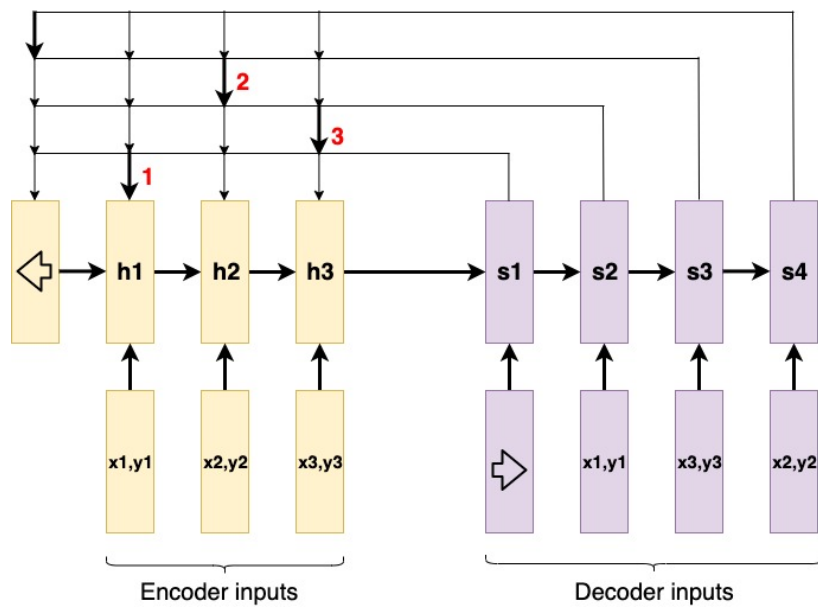 2
3
1
h1 h2 h3 s1 s2 s3 s4
x1,y1 x2,y2 x3,y3 x1,y1 x3,y3 x2,y2
Encoder inputs Decoder inputs